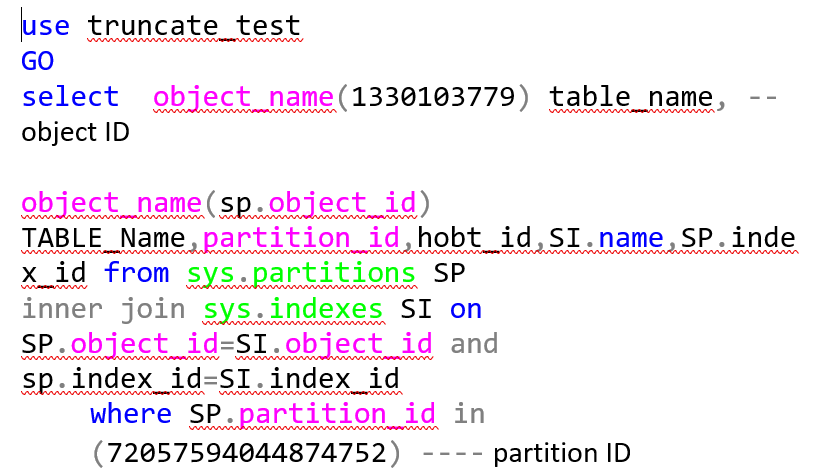 use truncate_test
GO
select  object_name(1330103779) table_name, --
object ID
object_name(sp.object_id)
TABLE_Name,partition_id,hobt_id,SI.name,SP.inde
x_id from sys.partitions SP
inner join sys.indexes SI on
SP.object_id=SI.object_id and
sp.index_id=SI.index_id
    where SP.partition_id in
    (72057594044874752) ---- partition ID